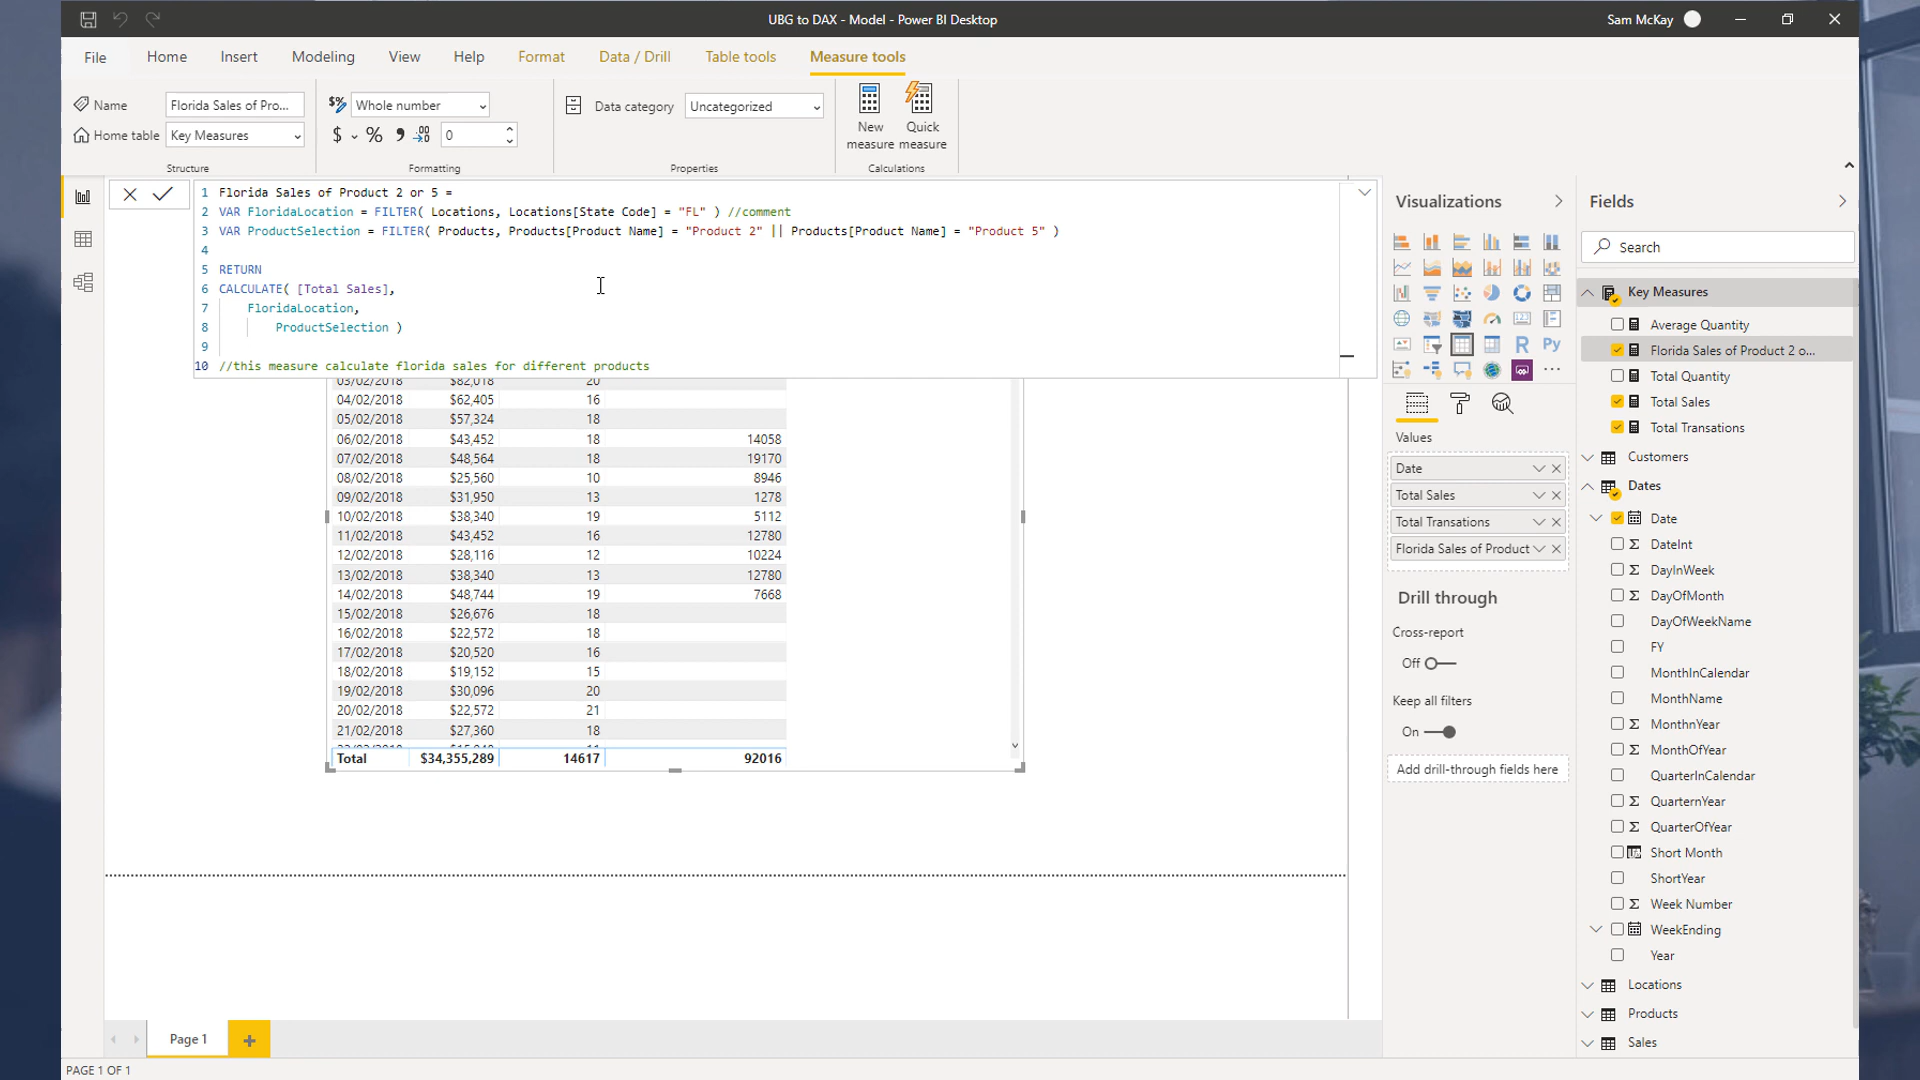 UBG to DAX - Model - Power BI Desktop
Sam McKay
File Home Insert Modeling View Help Format Data / Drill Table tools Measure tools
Name Florida Sales of Pro...
Home table Key Measures
Structure
Whole number
$ % 0
Formatting
Data category Uncategorized
Properties
New measure
Quick measure
Calculations
1 Florida Sales of Product 2 or 5 =
2 VAR FloridaLocation = FILTER( Locations, Locations[State Code] = "FL" ) //comment
3 VAR ProductSelection = FILTER( Products, Products[Product Name] = "Product 2" || Products[Product Name] = "Product 5" )
4
5 RETURN
6 CALCULATE( [Total Sales],
7 FloridaLocation,
8 ProductSelection )
9
10 //this measure calculate florida sales for different products
03/02/2018 $82,018 20
04/02/2018 $62,405 16
05/02/2018 $57,324 18
06/02/2018 $43,452 18 14058
07/02/2018 $48,564 18 19170
08/02/2018 $25,560 10 8946
09/02/2018 $31,950 13 1278
10/02/2018 $38,340 19 5112
11/02/2018 $43,452 16 12780
12/02/2018 $28,116 12 10224
13/02/2018 $38,340 13 12780
14/02/2018 $48,744 19 7668
15/02/2018 $26,676 18
16/02/2018 $22,572 18
17/02/2018 $20,520 16
18/02/2018 $19,152 15
19/02/2018 $30,096 20
20/02/2018 $22,572 21
21/02/2018 $27,360 18
Total $34,355,289 14617 92016
Visualizations
R Py
Values
Date
Total Sales
Total Transations
Florida Sales of Product
Drill through
Cross-report
Off
Keep all filters
On
Add drill-through fields here
Fields
Search
Key Measures
Average Quantity
Florida Sales of Product 2 o...
Total Quantity
Total Sales
Total Transations
Customers
Dates
Date
DateInt
DayInWeek
DayOfMonth
DayOfWeekName
FY
MonthInCalendar
MonthName
MonthnYear
MonthOfYear
QuarterInCalendar
QuarternYear
QuarterOfYear
Short Month
ShortYear
Week Number
WeekEnding
Year
Locations
Products
Sales
Page 1
PAGE 1 OF 1